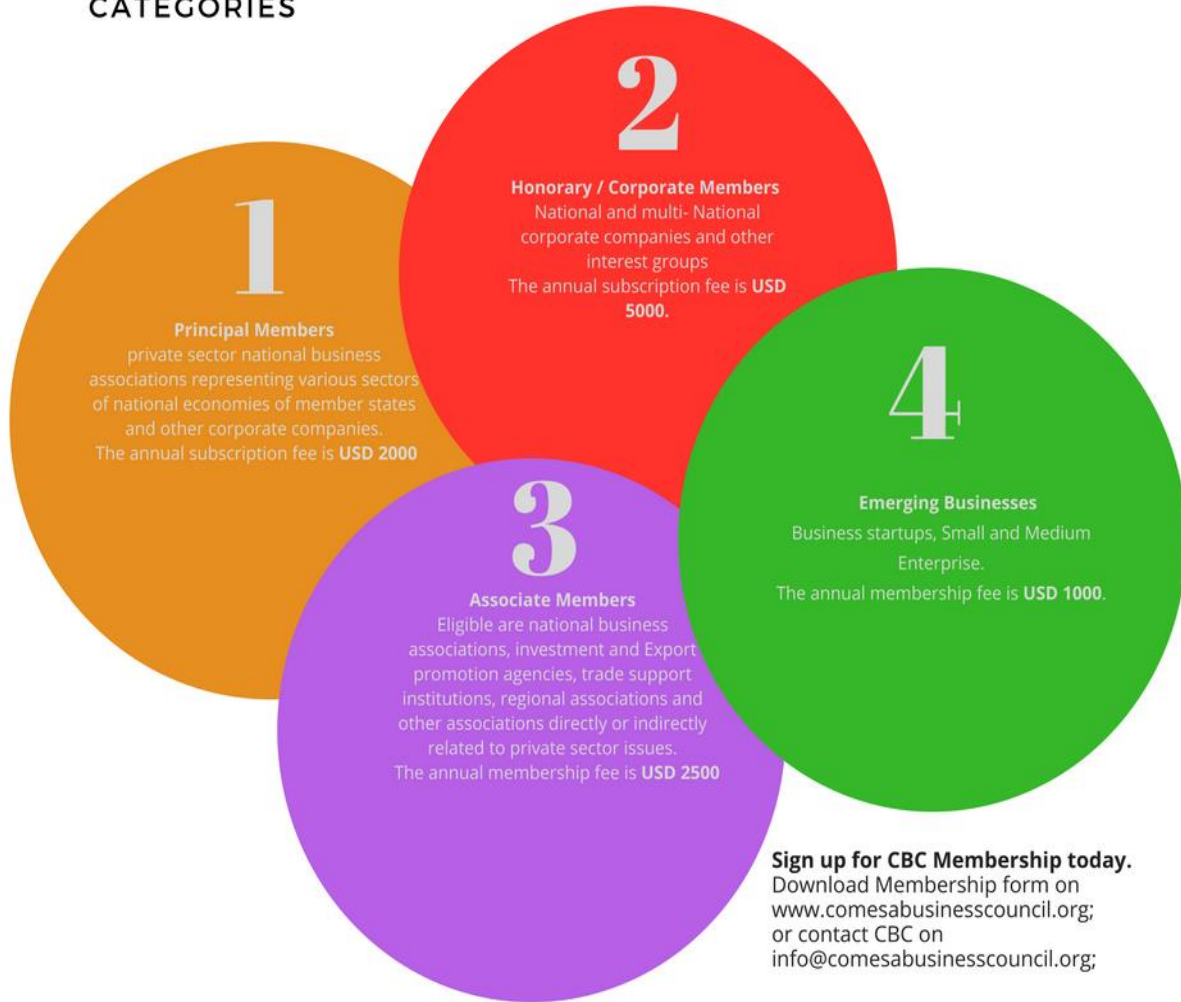 CATEGORIES
1
Principal Members
private sector national business
associations representing various sectors
of national economies of member states
and other corporate companies.
The annual subscription fee is USD 2000
2
Honorary / Corporate Members
National and multi- National
corporate companies and other
interest groups
The annual subscription fee is USD
5000.
3
Associate Members
Eligible are national business
associations, investment and Export
promotion agencies, trade support
institutions, regional associations and
other associations directly or indirectly
related to private sector issues.
The annual membership fee is USD 2500
4
Emerging Businesses
Business startups, Small and Medium
Enterprise.
The annual membership fee is USD 1000.
Sign up for CBC Membership today.
Download Membership form on
www.comesabusinesscouncil.org;
or contact CBC on
info@comesabusinesscouncil.org;